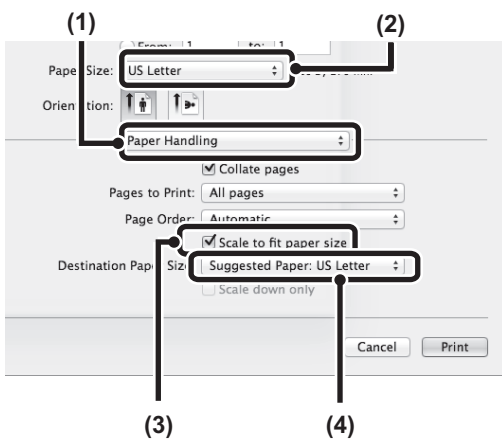 (1) (2)
From: 1 to: 1
Paper Size: US Letter
Orientation:
Paper Handling
Collate pages
Pages to Print: All pages
Page Order: Automatic
Scale to fit paper size
Destination Paper Size: Suggested Paper: US Letter
Scale down only
Cancel Print
(3) (4)